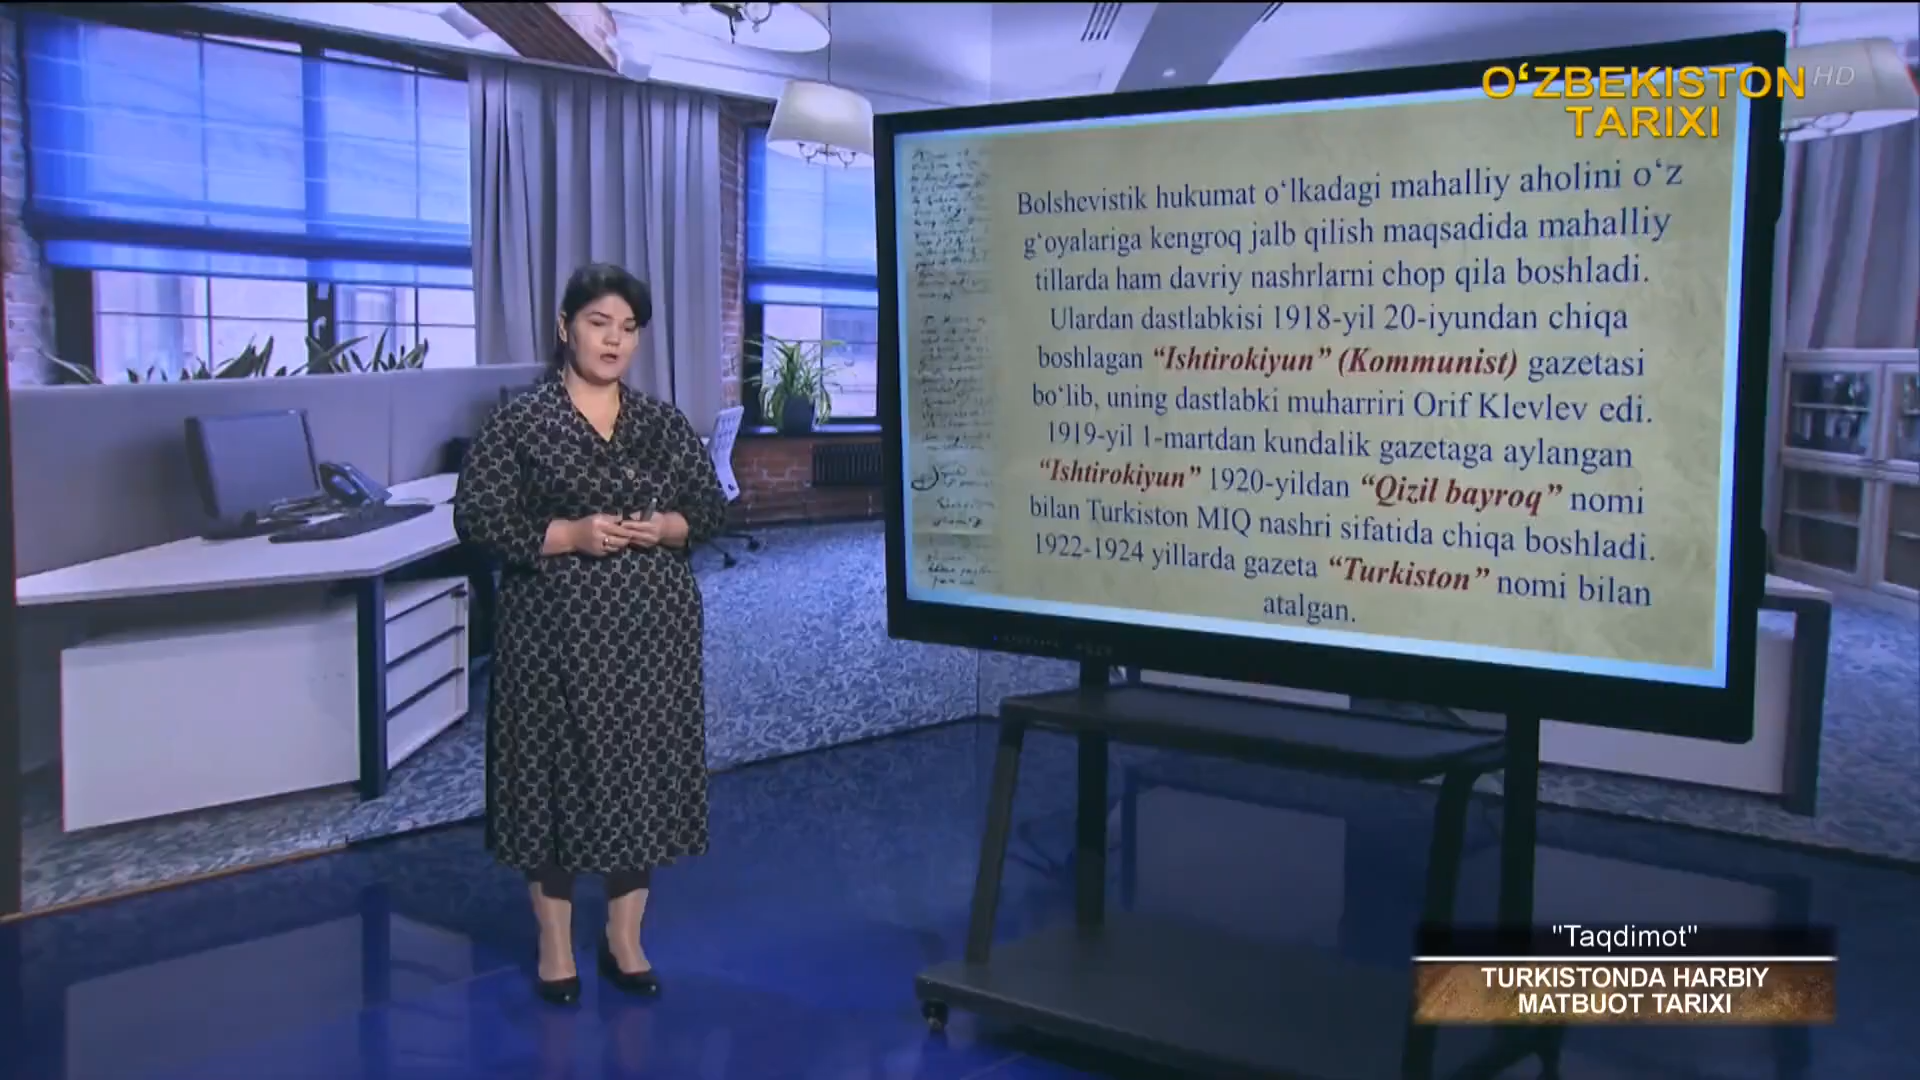 O‘ZBEKISTON HD
TARIXI
Bolshevistik hukumat o‘lkadagi mahalliy aholini o‘z
g‘oyalariga kengroq jalb qilish maqsadida mahalliy
tillarda ham davriy nashrlarni chop qila boshladi.
Ulardan dastlabkisi 1918-yil 20-iyundan chiqa
boshlagan “Ishtirokiyun” (Kommunist) gazetasi
bo‘lib, uning dastlabki muharriri Orif Klevlev edi.
1919-yil 1-martdan kundalik gazetaga aylangan
“Ishtirokiyun” 1920-yildan “Qizil bayroq” nomi
bilan Turkiston MIQ nashri sifatida chiqa boshladi.
1922-1924 yillarda gazeta “Turkiston” nomi bilan
atalgan.
"Taqdimot"
TURKISTONDA HARBIY
MATBUOT TARIXI